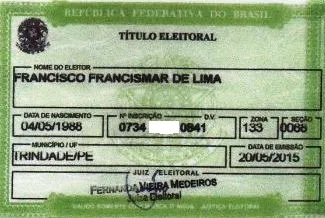 REPÚBLICA FEDERATIVA DO BRASIL
TÍTULO ELEITORAL
NOME DO ELEITOR
FRANCISCO FRANCISMAR DE LIMA
DATA DE NASCIMENTO Nº INSCRIÇÃO D.V. ZONA SEÇÃO
04/05/1988 0734 0841 133 0068
MUNICÍPIO / UF DATA DE EMISSÃO
TRINDADE/PE 20/05/2015
JUIZ ELEITORAL
VIEIRA MEDEIROS
Eleitoral